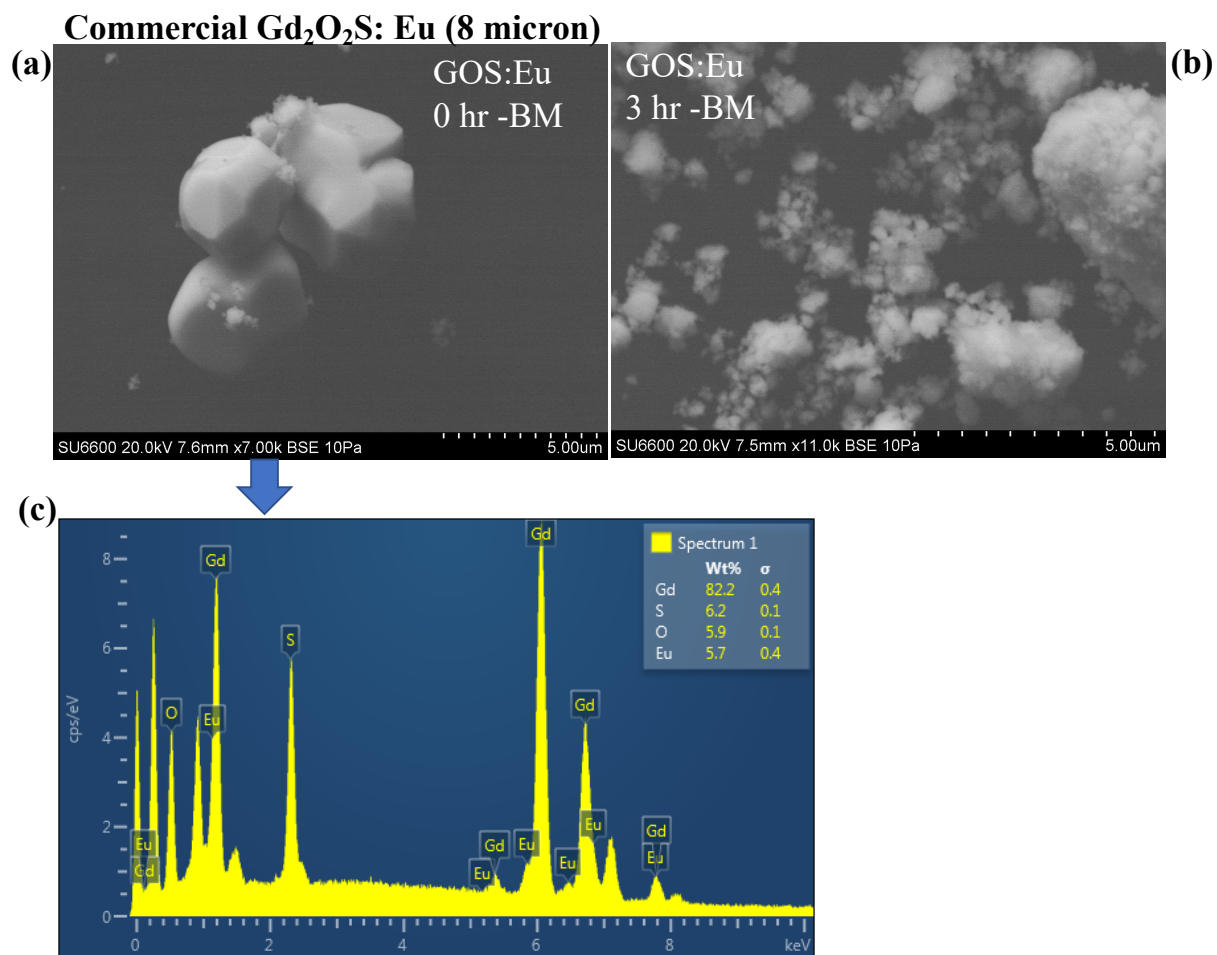 Commercial Gd₂O₂S: Eu (8 micron)
(a)
GOS:Eu
0 hr -BM
SU6600 20.0kV 7.6mm x7.00k BSE 10Pa 5.00um
GOS:Eu
3 hr -BM
(b)
SU6600 20.0kV 7.5mm x11.0k BSE 10Pa 5.00um
(c)
Gd
Gd
S
O
Eu
Gd
Eu
Gd
Eu
Gd
Eu
Eu
Gd
Eu
Eu
Gd
Eu
Spectrum 1
Wt% σ
Gd 82.2 0.4
S 6.2 0.1
O 5.9 0.1
Eu 5.7 0.4
cps/eV
8
6
4
2
0
0 2 4 6 8 keV